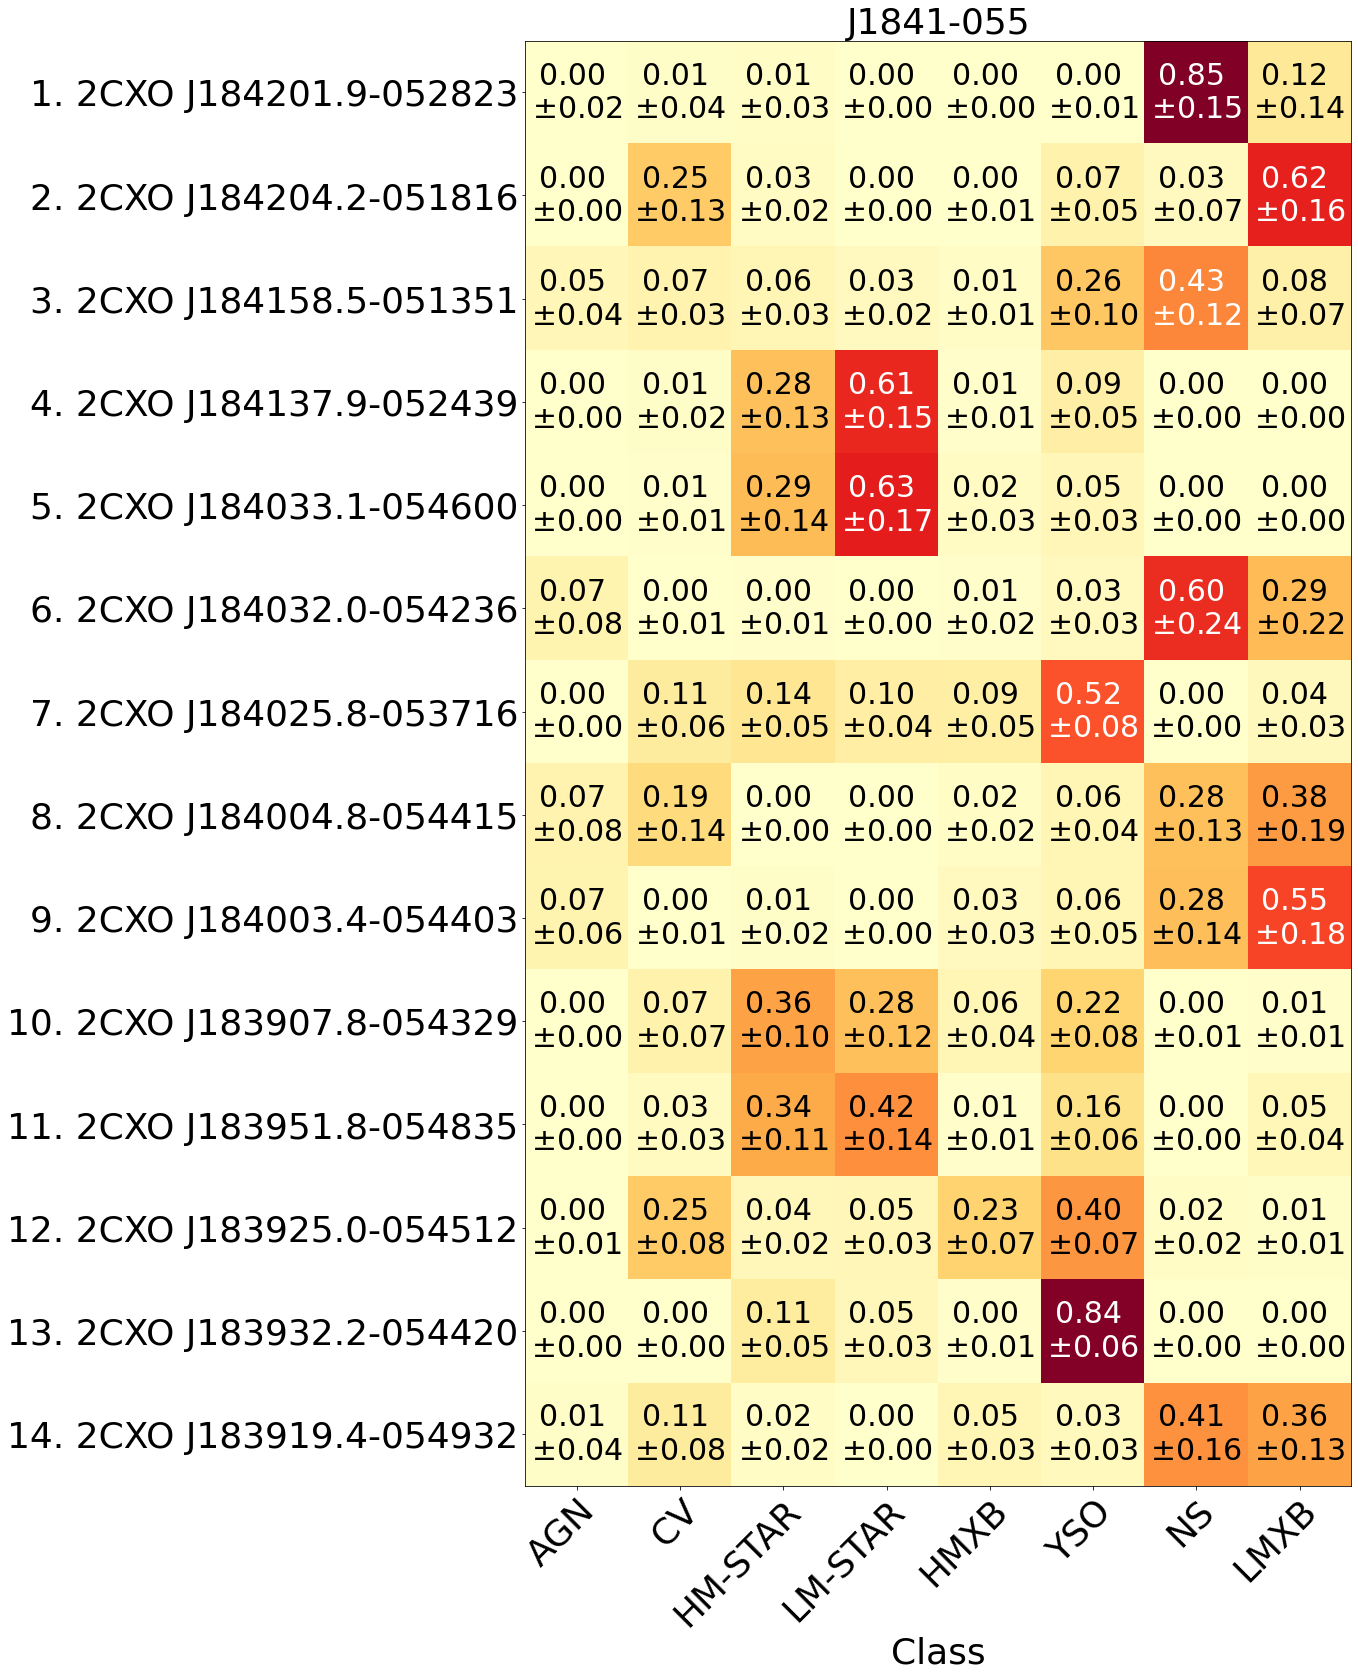 J1841-055
1. 2CXO J184201.9-052823 0.00 0.01 0.01 0.00 0.00 0.00 0.85 0.12
±0.02 ±0.04 ±0.03 ±0.00 ±0.00 ±0.01 ±0.15 ±0.14
2. 2CXO J184204.2-051816 0.00 0.25 0.03 0.00 0.00 0.07 0.03 0.62
±0.00 ±0.13 ±0.02 ±0.00 ±0.01 ±0.05 ±0.07 ±0.16
3. 2CXO J184158.5-051351 0.05 0.07 0.06 0.03 0.01 0.26 0.43 0.08
±0.04 ±0.03 ±0.03 ±0.02 ±0.01 ±0.10 ±0.12 ±0.07
4. 2CXO J184137.9-052439 0.00 0.01 0.28 0.61 0.01 0.09 0.00 0.00
±0.00 ±0.02 ±0.13 ±0.15 ±0.01 ±0.05 ±0.00 ±0.00
5. 2CXO J184033.1-054600 0.00 0.01 0.29 0.63 0.02 0.05 0.00 0.00
±0.00 ±0.01 ±0.14 ±0.17 ±0.03 ±0.03 ±0.00 ±0.00
6. 2CXO J184032.0-054236 0.07 0.00 0.00 0.00 0.01 0.03 0.60 0.29
±0.08 ±0.01 ±0.01 ±0.00 ±0.02 ±0.03 ±0.24 ±0.22
7. 2CXO J184025.8-053716 0.00 0.11 0.14 0.10 0.09 0.52 0.00 0.04
±0.00 ±0.06 ±0.05 ±0.04 ±0.05 ±0.08 ±0.00 ±0.03
8. 2CXO J184004.8-054415 0.07 0.19 0.00 0.00 0.02 0.06 0.28 0.38
±0.08 ±0.14 ±0.00 ±0.00 ±0.02 ±0.04 ±0.13 ±0.19
9. 2CXO J184003.4-054403 0.07 0.00 0.01 0.00 0.03 0.06 0.28 0.55
±0.06 ±0.01 ±0.02 ±0.00 ±0.03 ±0.05 ±0.14 ±0.18
10. 2CXO J183907.8-054329 0.00 0.07 0.36 0.28 0.06 0.22 0.00 0.01
±0.00 ±0.07 ±0.10 ±0.12 ±0.04 ±0.08 ±0.01 ±0.01
11. 2CXO J183951.8-054835 0.00 0.03 0.34 0.42 0.01 0.16 0.00 0.05
±0.00 ±0.03 ±0.11 ±0.14 ±0.01 ±0.06 ±0.00 ±0.04
12. 2CXO J183925.0-054512 0.00 0.25 0.04 0.05 0.23 0.40 0.02 0.01
±0.01 ±0.08 ±0.02 ±0.03 ±0.07 ±0.07 ±0.02 ±0.01
13. 2CXO J183932.2-054420 0.00 0.00 0.11 0.05 0.00 0.84 0.00 0.00
±0.00 ±0.00 ±0.05 ±0.03 ±0.01 ±0.06 ±0.00 ±0.00
14. 2CXO J183919.4-054932 0.01 0.11 0.02 0.00 0.05 0.03 0.41 0.36
±0.04 ±0.08 ±0.02 ±0.00 ±0.03 ±0.03 ±0.16 ±0.13
AGN CV HM-STAR LM-STAR HMXB YSO NS LMXB
Class